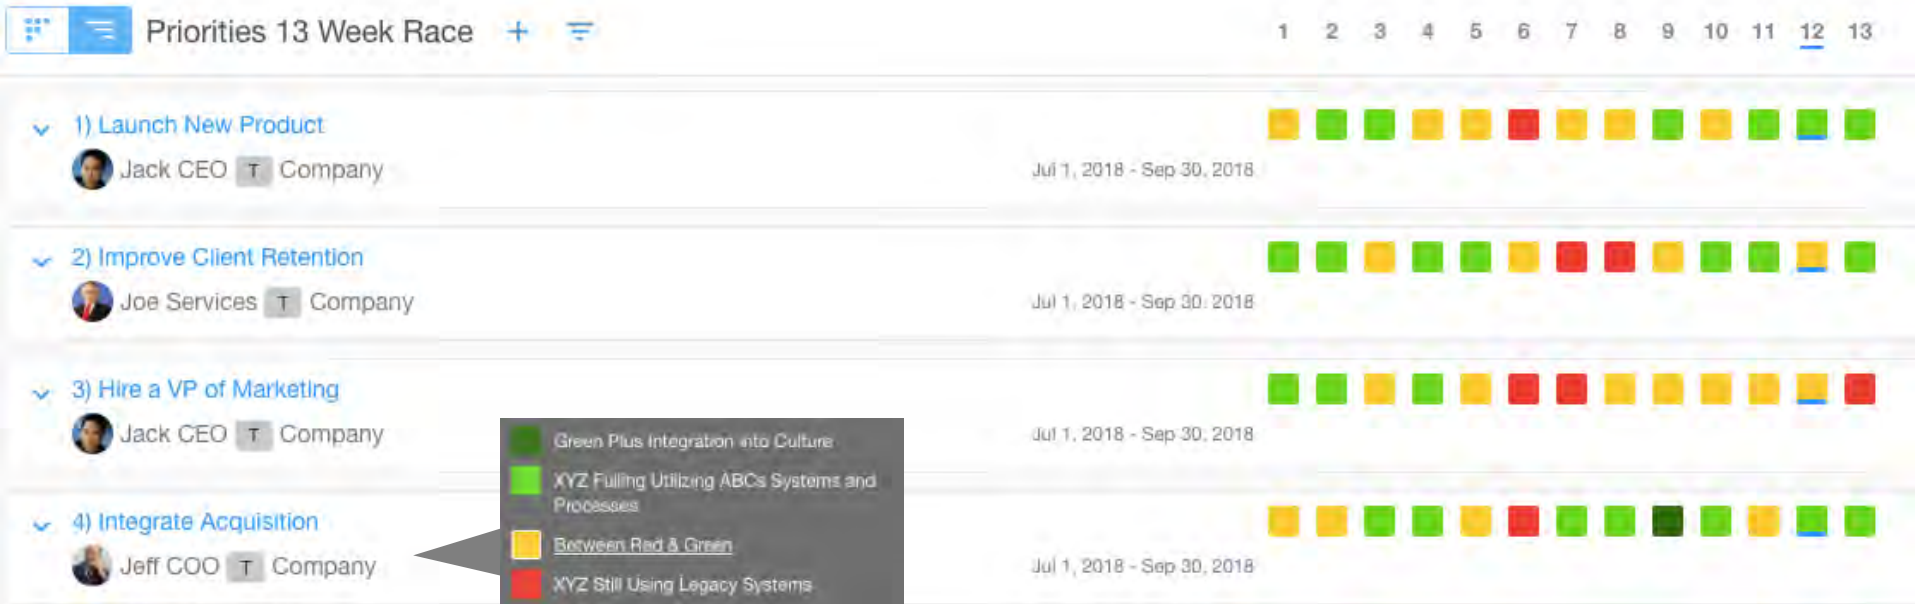 Priorities 13 Week Race +
1 2 3 4 5 6 7 8 9 10 11 12 13
1) Launch New Product
Jack CEO T Company
Jul 1, 2018 - Sep 30, 2018
2) Improve Client Retention
Joe Services T Company
Jul 1, 2018 - Sep 30, 2018
3) Hire a VP of Marketing
Jack CEO T Company
Jul 1, 2018 - Sep 30, 2018
Green Plus Integration into Culture
XYZ Fulling Utilizing ABCs Systems and
Processes
Between Red & Green
XYZ Still Using Legacy Systems
4) Integrate Acquisition
Jeff COO T Company
Jul 1, 2018 - Sep 30, 2018